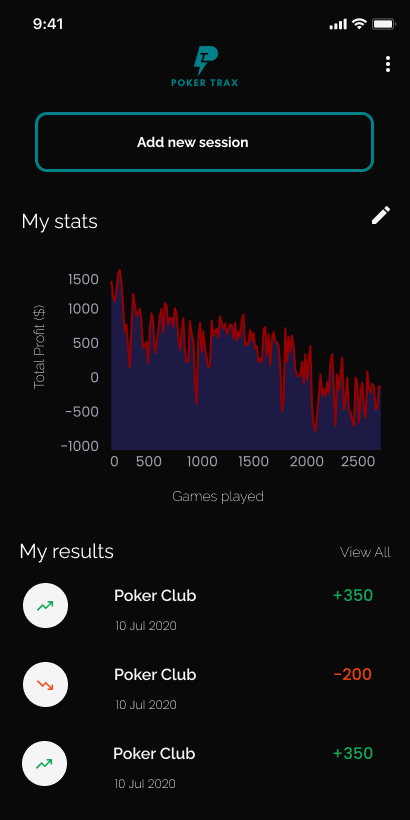 9:41
POKER TRAX
Add new session
My stats
Total Profit ($)
1500
1000
500
0
−500
−1000
0 500 1000 1500 2000 2500
Games played
My results View All
Poker Club +350
10 Jul 2020
Poker Club −200
10 Jul 2020
Poker Club +350
10 Jul 2020